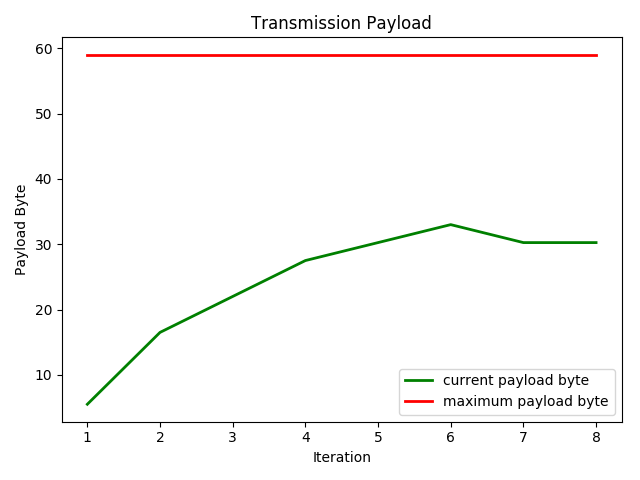 Transmission Payload
60
50
40
30
20
10
Payload Byte
current payload byte
maximum payload byte
1 2 3 4 5 6 7 8
Iteration